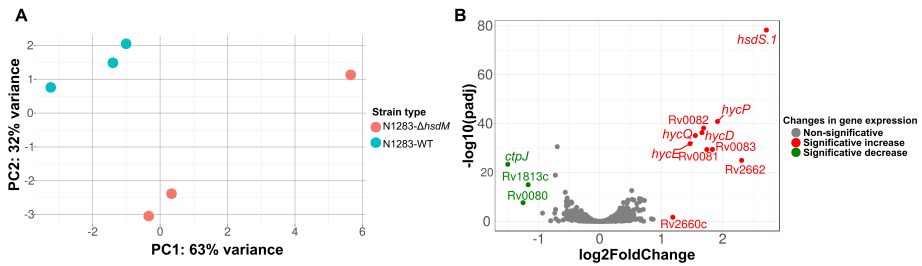 A
PC2: 32% variance
2
1
0
-1
-2
-3
-2
0
2
4
6
PC1: 63% variance
Strain type
N1283-ΔhsdM
N1283-WT
B
-log10(padj)
80
60
40
20
0
-1
0
1
2
log2FoldChange
hsdS.1
hycP
Rv0082
hycQ
hycD
hycE
Rv0083
Rv0081
Rv2662
ctpJ
Rv1813c
Rv0080
Rv2660c
Changes in gene expression
Non-significative
Significative increase
Significative decrease